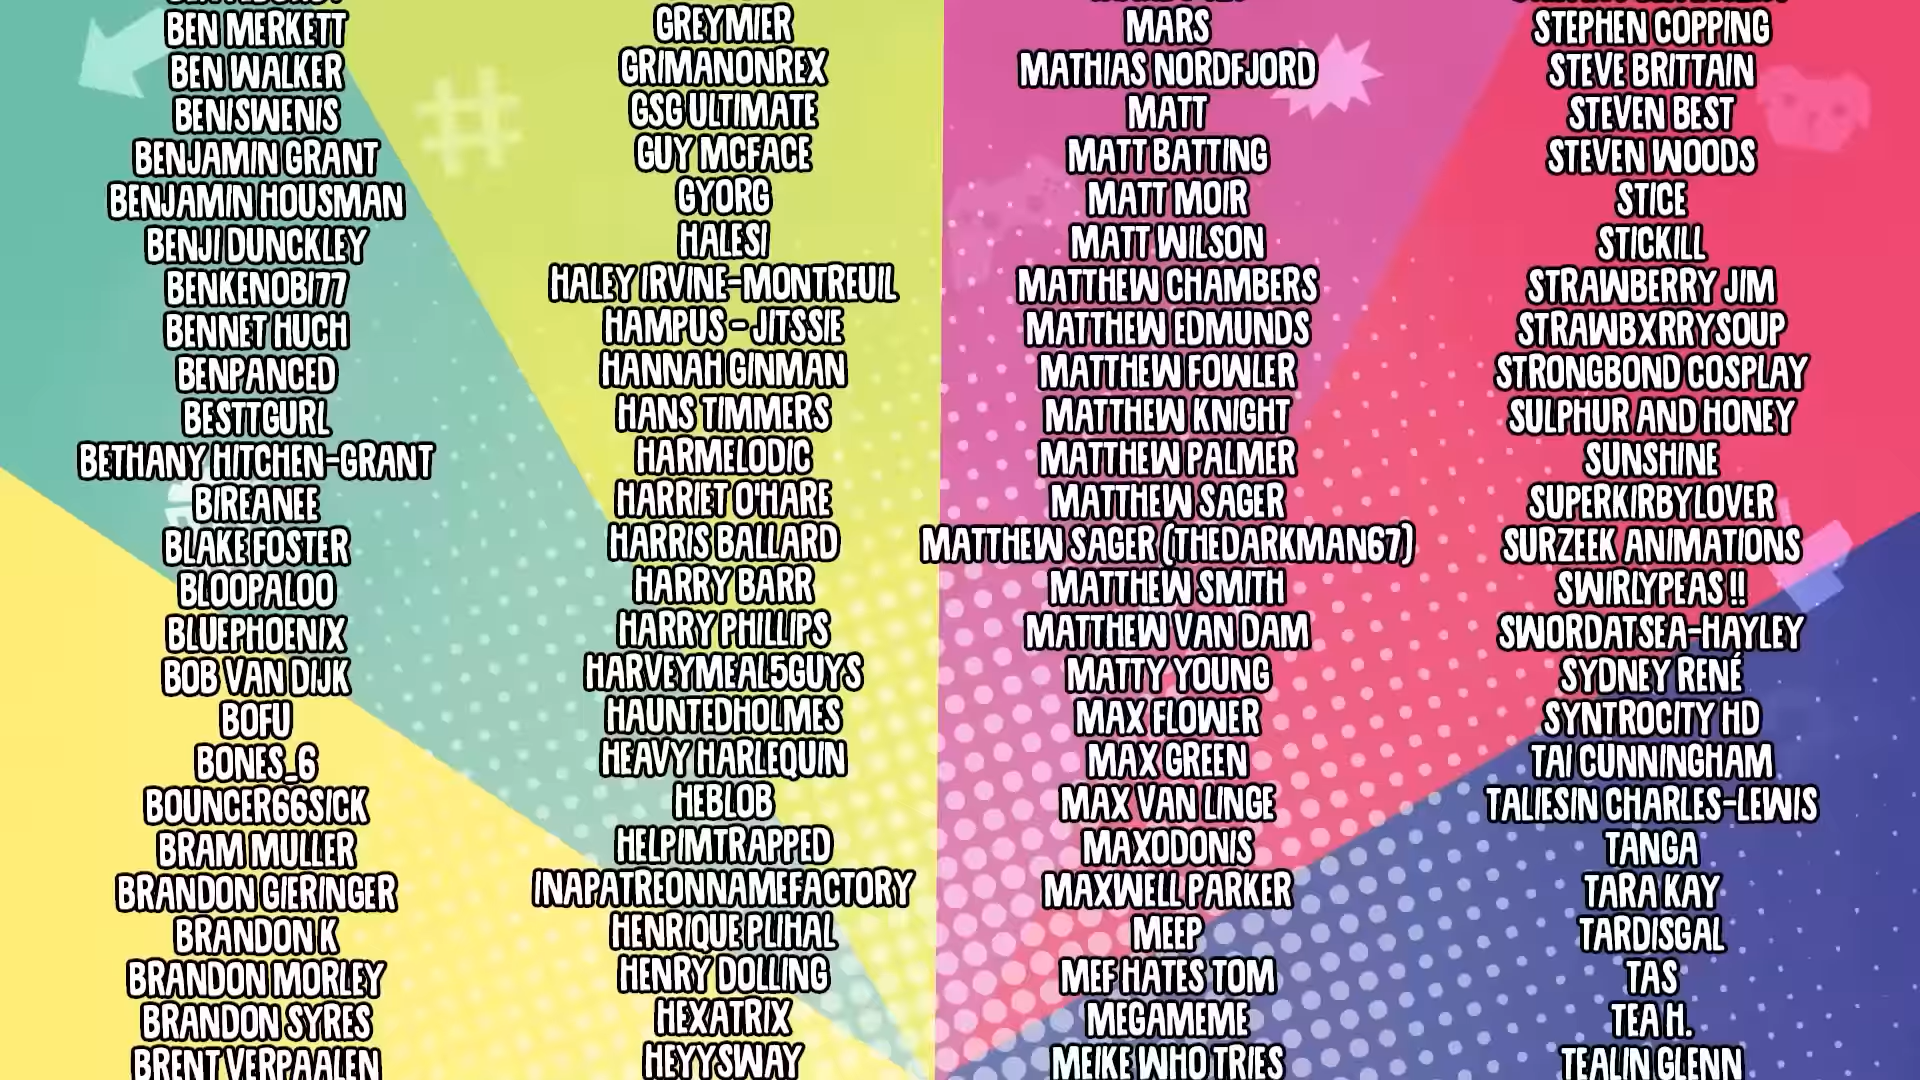 BEN MERKETT
BEN WALKER
BENISWENIS
BENJAMIN GRANT
BENJAMIN HOUSMAN
BENJI DUNCKLEY
BENKENOBI77
BENNET HUCH
BENPANCED
BESTTGURL
BETHANY HITCHEN-GRANT
BIREANEE
BLAKE FOSTER
BLOOPALOO
BLUEPHOENIX
BOB VAN DIJK
BOFU
BONES_6
BOUNCER66SICK
BRAM MULLER
BRANDON GIERINGER
BRANDON K
BRANDON MORLEY
BRANDON SYRES
BRENT VERPAALEN
GREYMIER
GRIMANONREX
GSG ULTIMATE
GUY MCFACE
GYORG
HALESI
HALEY IRVINE-MONTREUIL
HAMPUS - JITSSIE
HANNAH GINMAN
HANS TIMMERS
HARMELODIC
HARRIET O'HARE
HARRIS BALLARD
HARRY BARR
HARRY PHILLIPS
HARVEYMEAL5GUYS
HAUNTEDHOLMES
HEAVY HARLEQUIN
HEBLOB
HELPIMTRAPPED
INAPATREONNAMEFACTORY
HENRIQUE PLIHAL
HENRY DOLLING
HEXATRIX
HEYYSWAY
MARS
MATHIAS NORDFJORD
MATT
MATT BATTING
MATT MOIR
MATT WILSON
MATTHEW CHAMBERS
MATTHEW EDMUNDS
MATTHEW FOWLER
MATTHEW KNIGHT
MATTHEW PALMER
MATTHEW SAGER
MATTHEW SAGER (THEDARKMAN67)
MATTHEW SMITH
MATTHEW VAN DAM
MATTY YOUNG
MAX FLOWER
MAX GREEN
MAX VAN LINGE
MAXODONIS
MAXWELL PARKER
MEEP
MEF HATES TOM
MEGAMEME
MEIKE WHO TRIES
STEPHEN COPPING
STEVE BRITTAIN
STEVEN BEST
STEVEN WOODS
STICE
STICKILL
STRAWBERRY JIM
STRAWBXRRYSOUP
STRONGBOND COSPLAY
SULPHUR AND HONEY
SUNSHINE
SUPERKIRBYLOVER
SURZEEK ANIMATIONS
SWIRLYPEAS !!
SWORDATSEA-HAYLEY
SYDNEY RENÉ
SYNTROCITY HD
TAI CUNNINGHAM
TALIESIN CHARLES-LEWIS
TANGA
TARA KAY
TARDISGAL
TAS
TEA H.
TEALIN GLENN